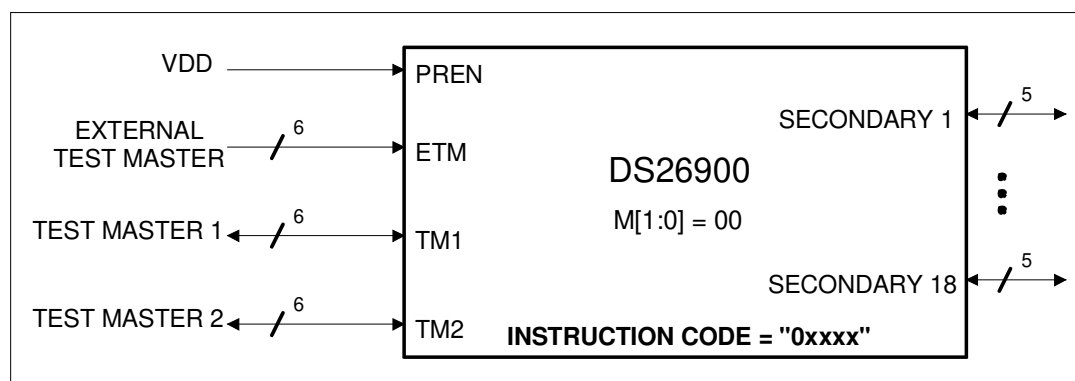 VDD
PREN
EXTERNAL
TEST MASTER
6
ETM
TEST MASTER 1
6
TM1
TEST MASTER 2
6
TM2
DS26900
M[1:0] = 00
INSTRUCTION CODE = "0xxxx"
SECONDARY 1
5
SECONDARY 18
5